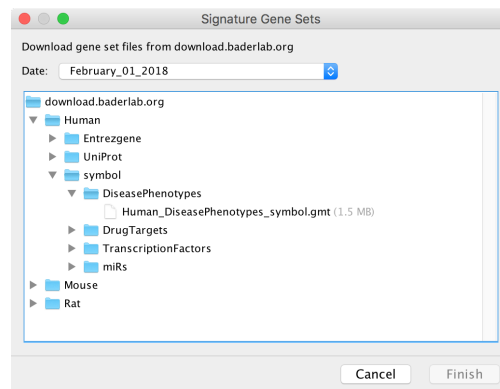 Signature Gene Sets
Download gene set files from download.baderlab.org
Date: February_01_2018
download.baderlab.org
Human
Entrezgene
UniProt
symbol
DiseasePhenotypes
Human_DiseasePhenotypes_symbol.gmt (1.5 MB)
DrugTargets
TranscriptionFactors
miRs
Mouse
Rat
Cancel Finish